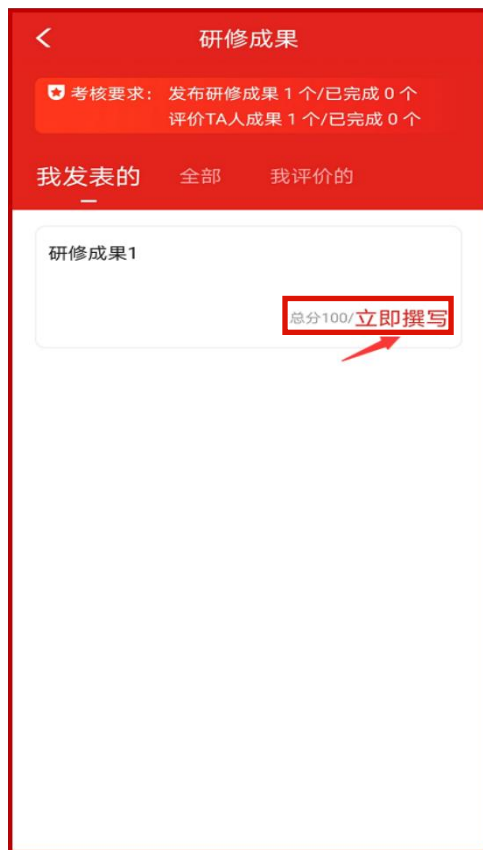 研修成果
考核要求： 发布研修成果 1 个/已完成 0 个
评价TA人成果 1 个/已完成 0 个
我发表的 全部 我评价的
研修成果1
总分100/立即撰写